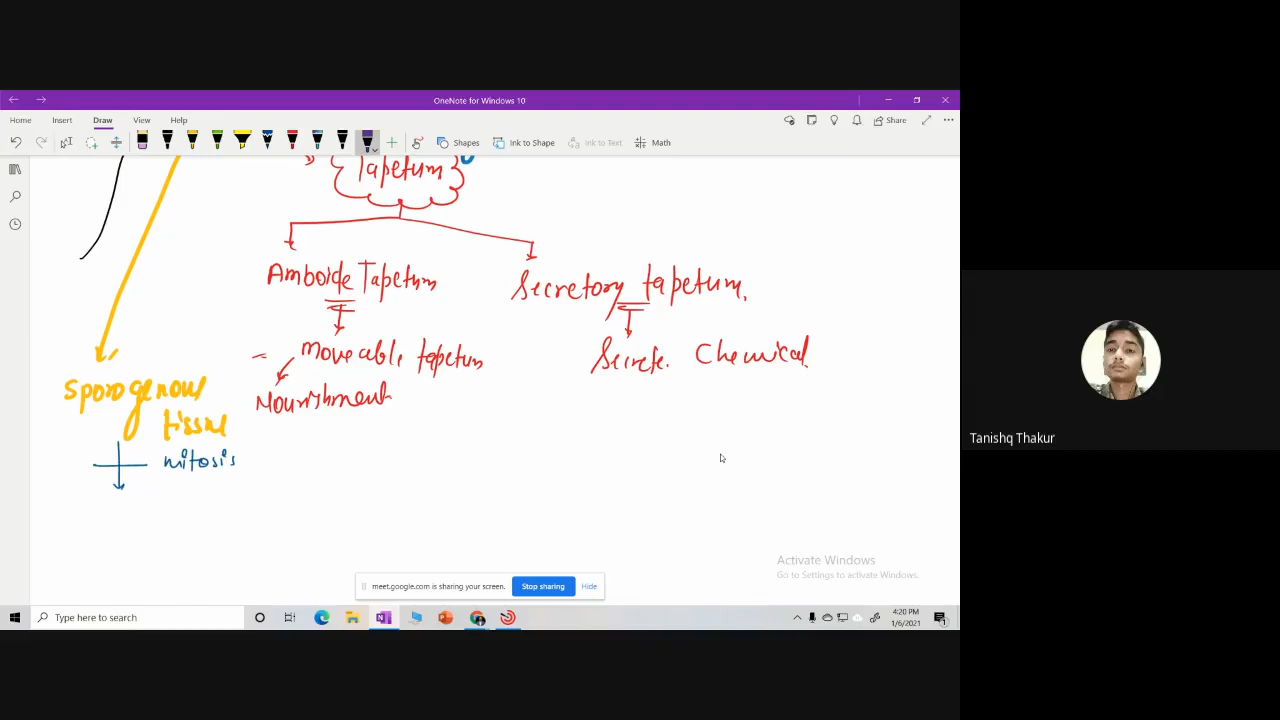 OneNote for Windows 10
Home Insert Draw View Help Share
Shapes Ink to Shape Ink to Text Math
Tapetum
Amboide Tapetum
Secretory tapetum.
moveable tapetum
Secrete. Chemical
Nourishment
Sporogenous
tissue
mitosis
Tanishq Thakur
Activate Windows
Go to Settings to activate Windows.
meet.google.com is sharing your screen. Stop sharing Hide
Type here to search
4:20 PM
1/6/2021